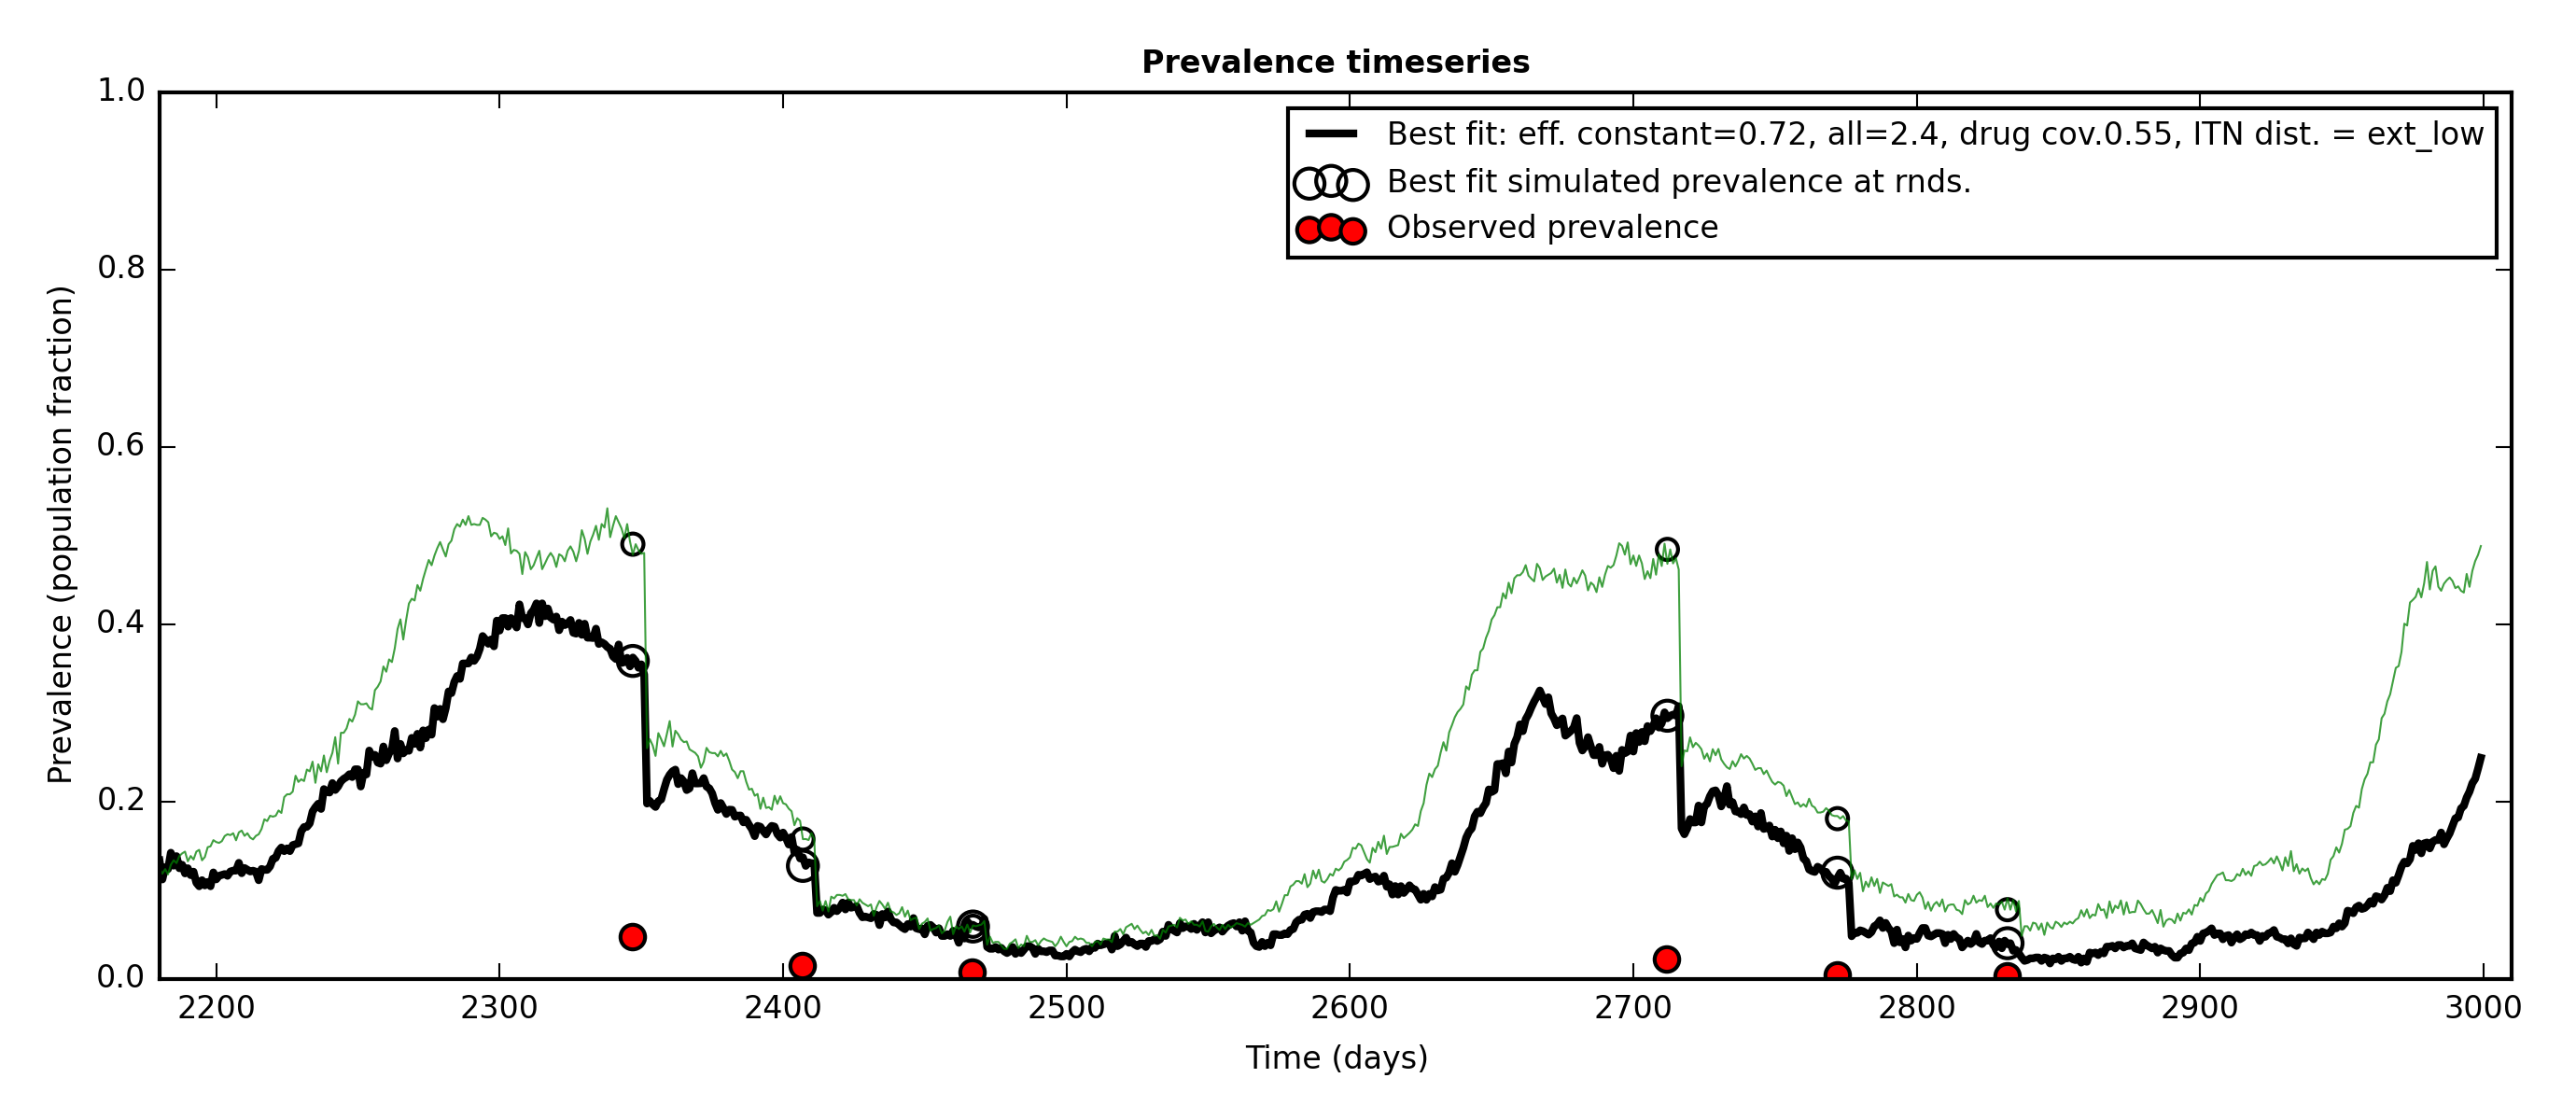 Prevalence timeseries
1.0
0.8
0.6
0.4
0.2
0.0
Prevalence (population fraction)
Best fit: eff. constant=0.72, all=2.4, drug cov.0.55, ITN dist. = ext_low
Best fit simulated prevalence at rnds.
Observed prevalence
2200 2300 2400 2500 2600 2700 2800 2900 3000
Time (days)